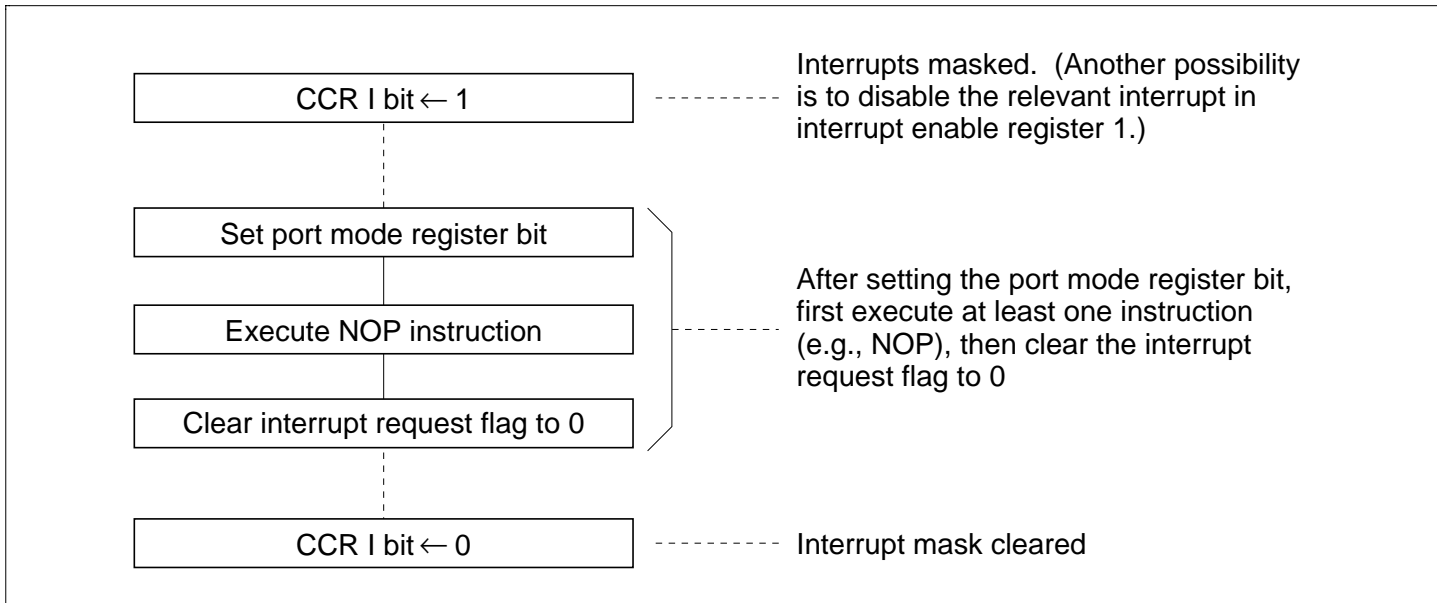 CCR I bit ← 1
Interrupts masked. (Another possibility
is to disable the relevant interrupt in
interrupt enable register 1.)
Set port mode register bit
Execute NOP instruction
Clear interrupt request flag to 0
After setting the port mode register bit,
first execute at least one instruction
(e.g., NOP), then clear the interrupt
request flag to 0
CCR I bit ← 0
Interrupt mask cleared